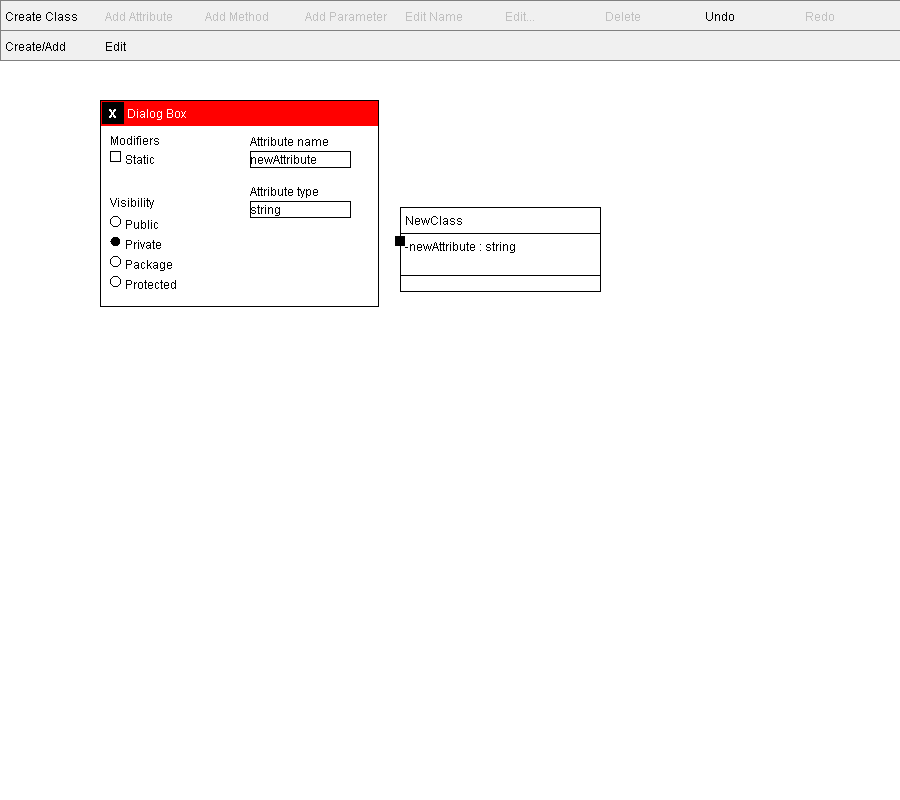 Create Class Add Attribute Add Method Add Parameter Edit Name Edit... Delete Undo Redo
Create/Add Edit
X Dialog Box
Modifiers
Static
Visibility
Public
Private
Package
Protected
Attribute name
newAttribute
Attribute type
string
NewClass
-newAttribute : string